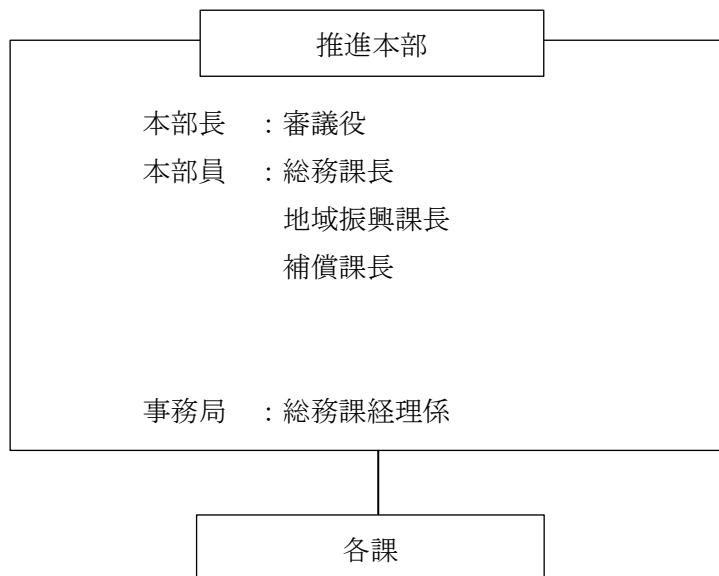 推進本部
本部長 ：審議役
本部員 ：総務課長
地域振興課長
補償課長
事務局 ：総務課経理係
各課